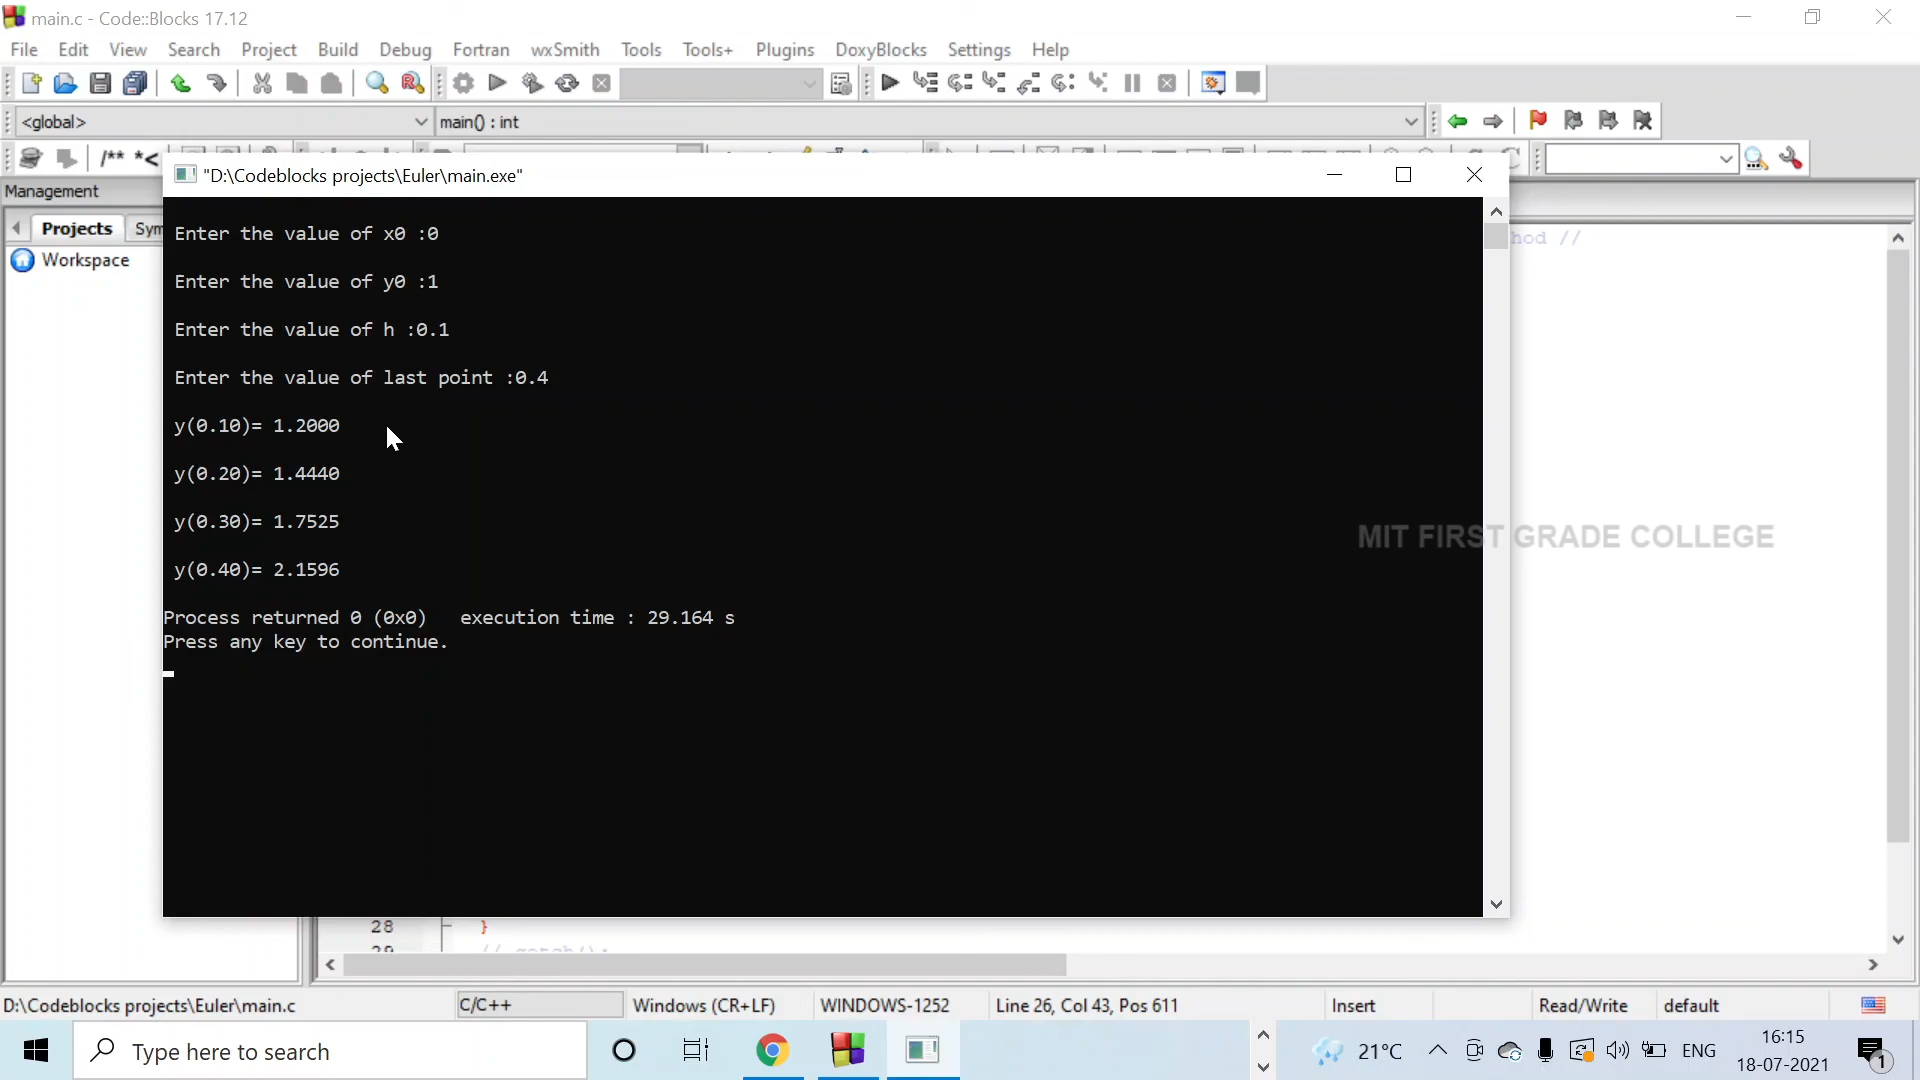 main.c - Code::Blocks 17.12
File Edit View Search Project Build Debug Fortran wxSmith Tools Tools+ Plugins DoxyBlocks Settings Help
<global> main() : int
/** *<
"D:\Codeblocks projects\Euler\main.exe"
Management
Projects Sym
Workspace
hod //
Enter the value of x0 :0
Enter the value of y0 :1
Enter the value of h :0.1
Enter the value of last point :0.4
y(0.10)= 1.2000
y(0.20)= 1.4440
y(0.30)= 1.7525
y(0.40)= 2.1596
MIT FIRST GRADE COLLEGE
Process returned 0 (0x0) execution time : 29.164 s
Press any key to continue.
28 }
29
D:\Codeblocks projects\Euler\main.c C/C++ Windows (CR+LF) WINDOWS-1252 Line 26, Col 43, Pos 611 Insert Read/Write default
Type here to search 21°C ENG 16:15
18-07-2021 1